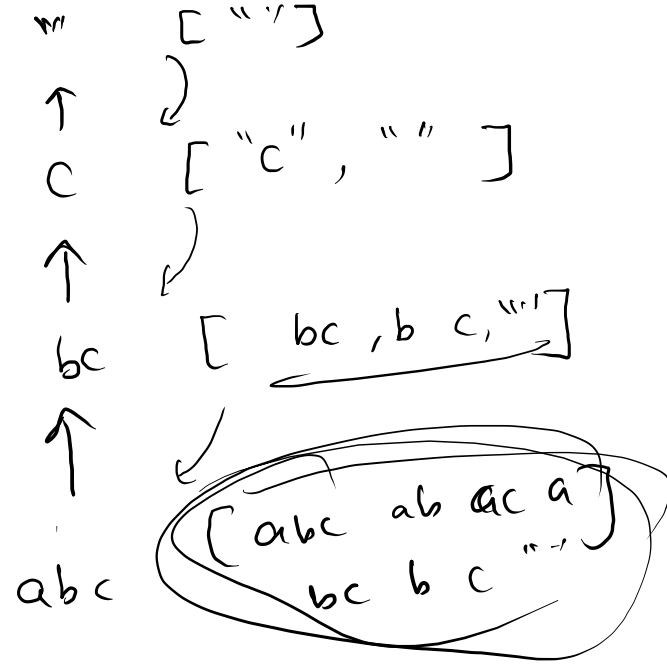 "" [ "" ]
c [ "c" , "" ]
bc [ bc , b c, "" ]
[ abc ab ac a
abc bc b c "" ]